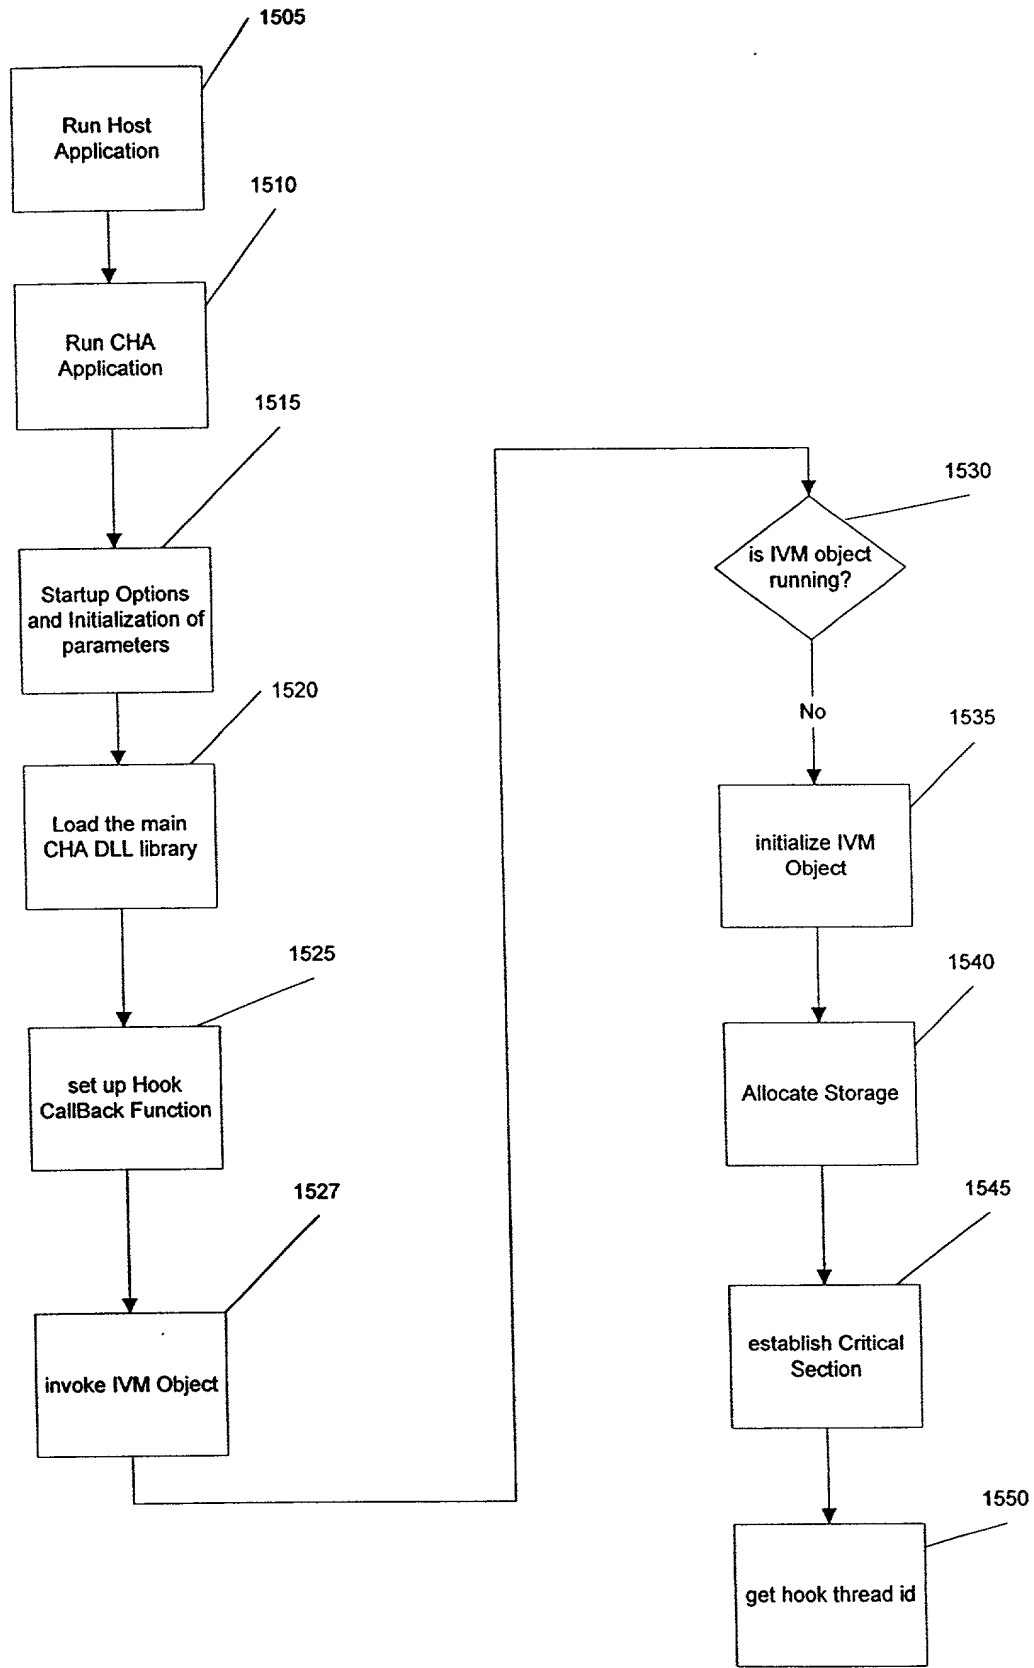 1505
Run Host
Application
1510
Run CHA
Application
1515
Startup Options
and Initialization of
parameters
1520
Load the main
CHA DLL library
1525
set up Hook
CallBack Function
1527
invoke IVM Object
1530
is IVM object
running?
No
1535
initialize IVM
Object
1540
Allocate Storage
1545
establish Critical
Section
1550
get hook thread id